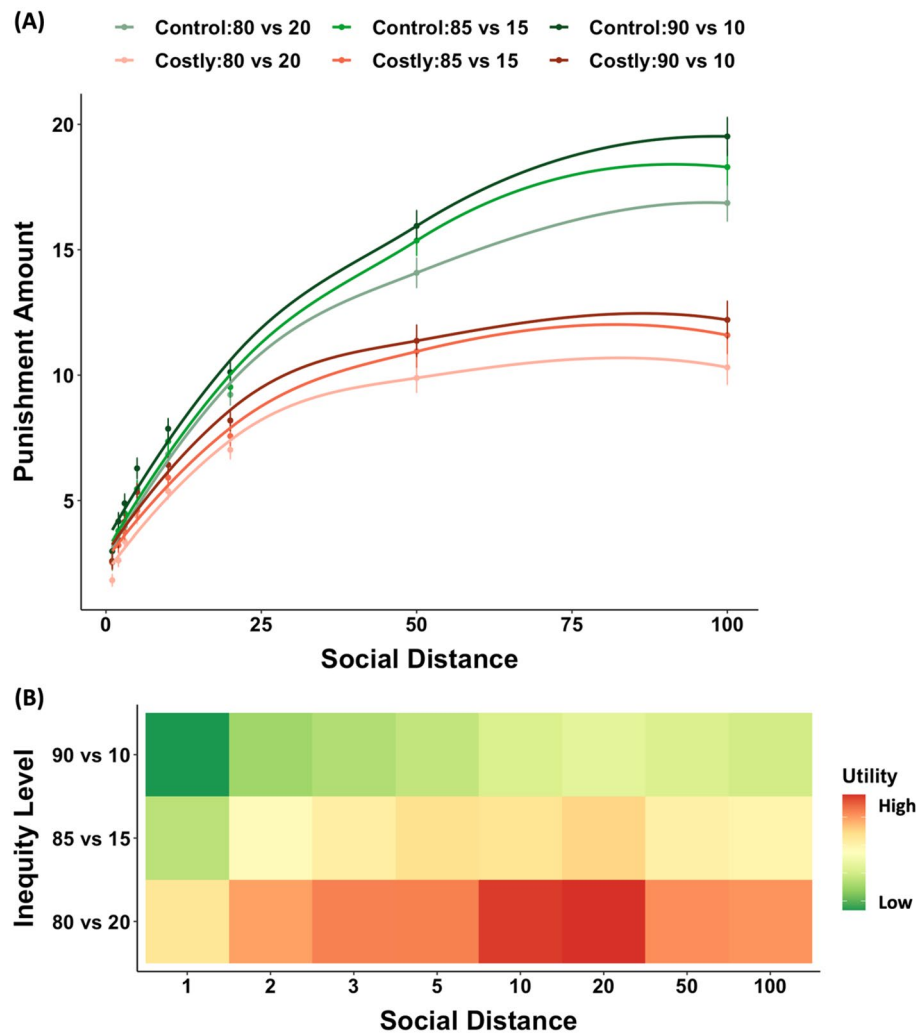 (A)
Control:80 vs 20 Control:85 vs 15 Control:90 vs 10
Costly:80 vs 20 Costly:85 vs 15 Costly:90 vs 10
Punishment Amount
20
15
10
5
0 25 50 75 100
Social Distance
(B)
Inequity Level
90 vs 10
85 vs 15
80 vs 20
1 2 3 5 10 20 50 100
Social Distance
Utility
High
Low